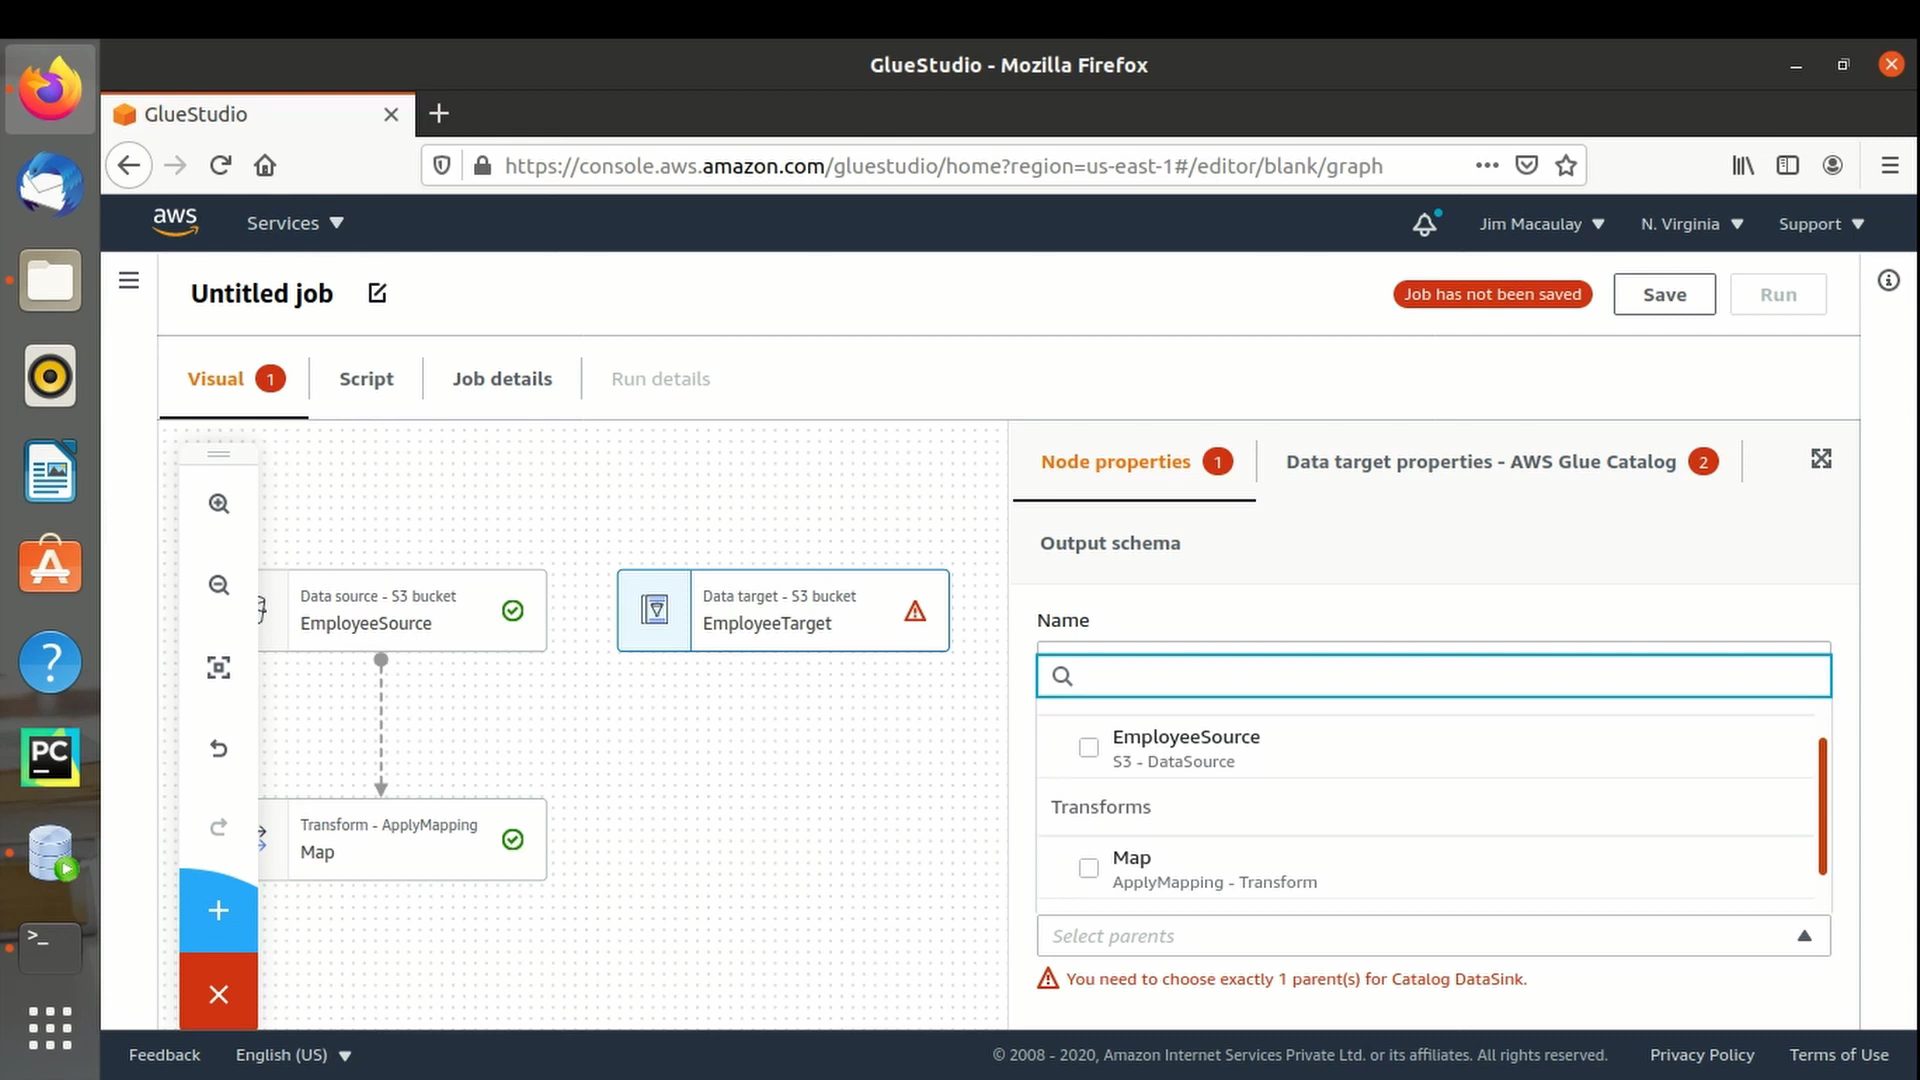 GlueStudio - Mozilla Firefox
GlueStudio
https://console.aws.amazon.com/gluestudio/home?region=us-east-1#/editor/blank/graph
aws
Services
Jim Macaulay
N. Virginia
Support
Untitled job
Job has not been saved
Save
Run
Visual 1
Script
Job details
Run details
Node properties 1
Data target properties - AWS Glue Catalog 2
Output schema
Data source - S3 bucket
EmployeeSource
Data target - S3 bucket
EmployeeTarget
Transform - ApplyMapping
Map
Name
EmployeeSource
S3 - DataSource
Transforms
Map
ApplyMapping - Transform
Select parents
You need to choose exactly 1 parent(s) for Catalog DataSink.
PC
>_
Feedback
English (US)
© 2008 - 2020, Amazon Internet Services Private Ltd. or its affiliates. All rights reserved.
Privacy Policy
Terms of Use